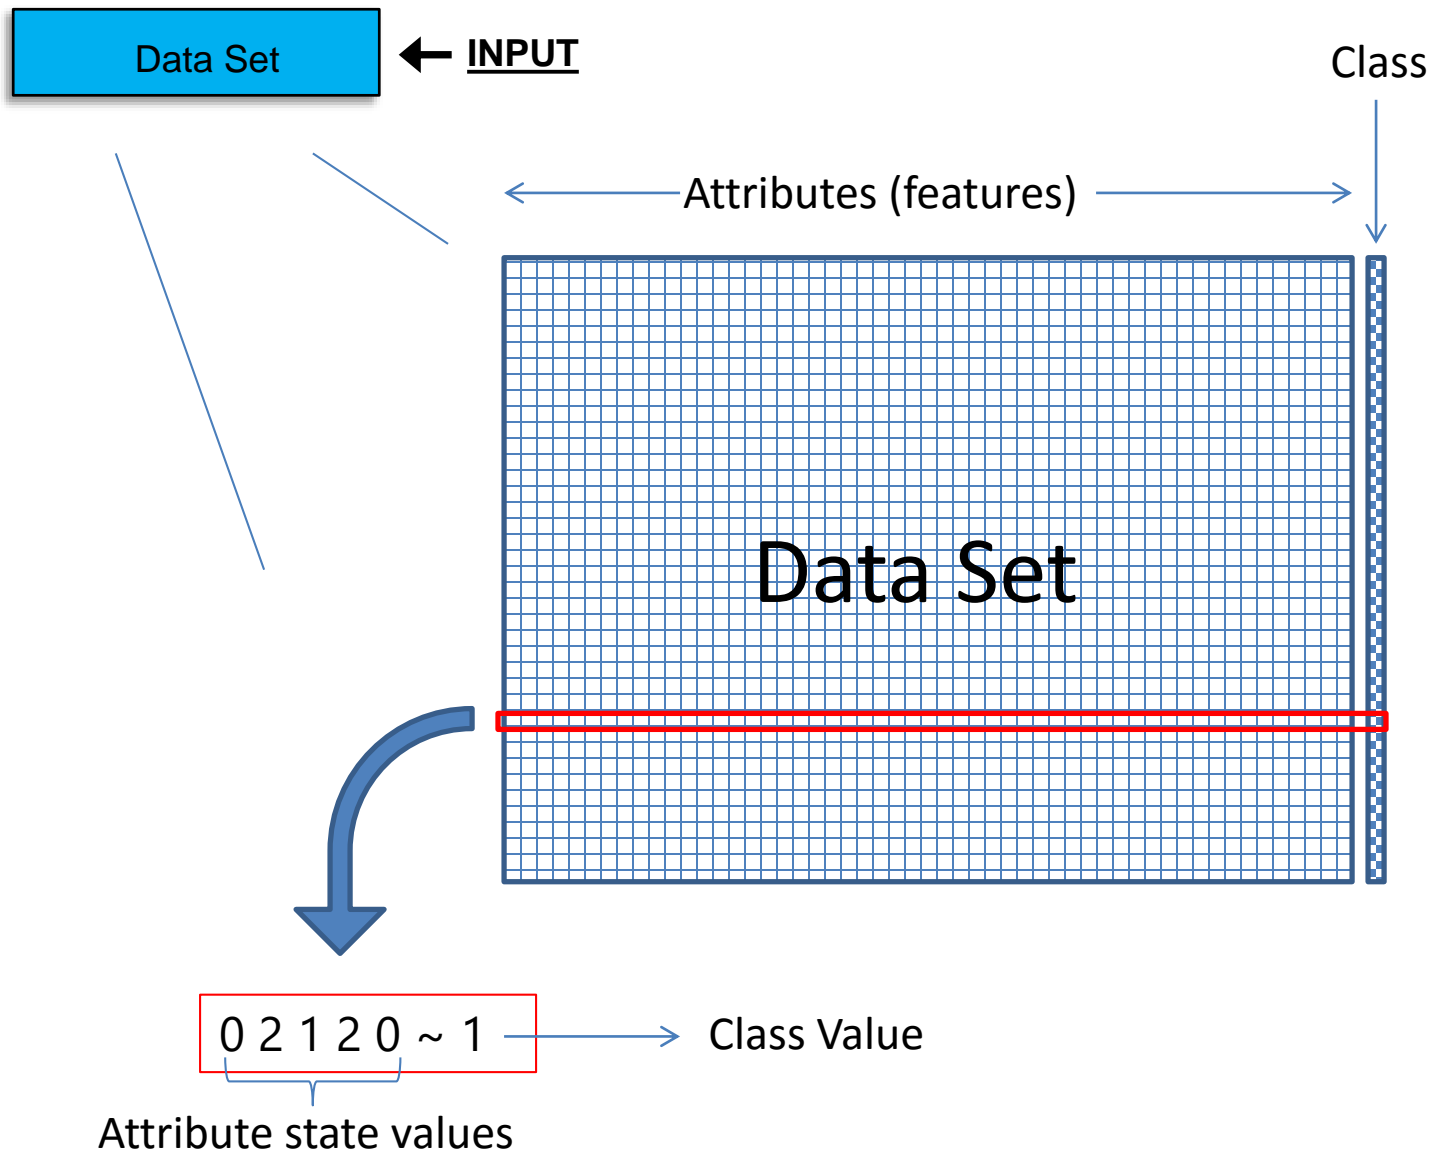 Data Set
INPUT
Class
Attributes (features)
Data Set
0 2 1 2 0 ~ 1
Class Value
Attribute state values